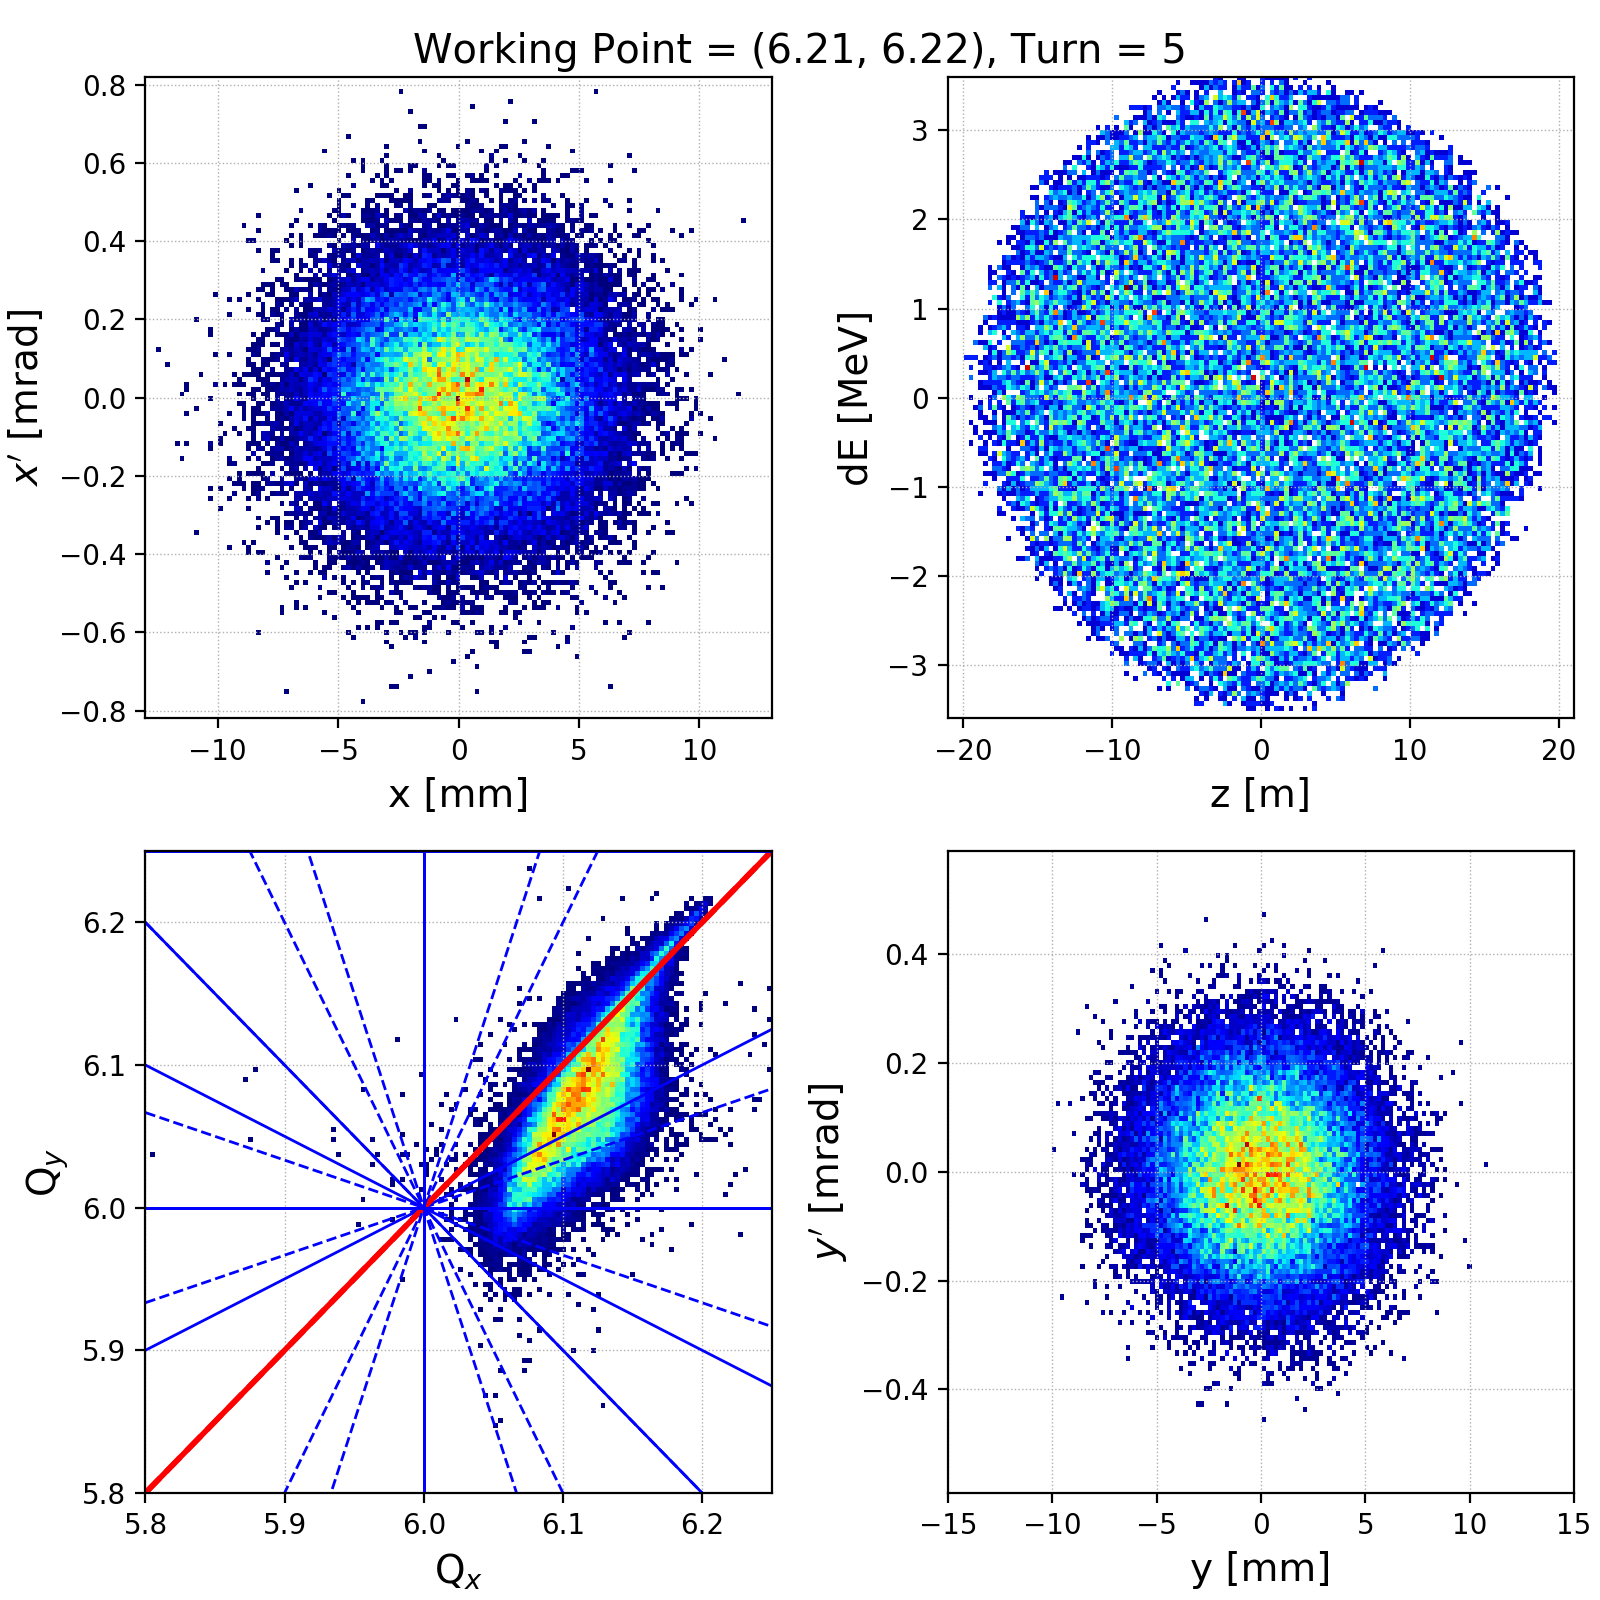 Working Point = (6.21, 6.22), Turn = 5
0.8
0.6
0.4
0.2
0.0
−0.2
−0.4
−0.6
−0.8
x′ [mrad]
−10 −5 0 5 10
x [mm]
3
2
1
0
−1
−2
−3
dE [MeV]
−20 −10 0 10 20
z [m]
6.2
6.1
6.0
5.9
5.8
Qy
5.8 5.9 6.0 6.1 6.2
Qx
0.4
0.2
0.0
−0.2
−0.4
y′ [mrad]
−15 −10 −5 0 5 10 15
y [mm]